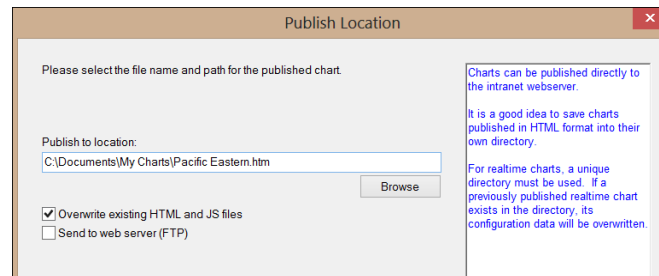 Publish Location
x
Please select the file name and path for the published chart.
Publish to location:
C:\Documents\My Charts\Pacific Eastern.htm
Browse
Overwrite existing HTML and JS files
Send to web server (FTP)
Charts can be published directly to
the intranet webserver.
It is a good idea to save charts
published in HTML format into their
own directory.
For realtime charts, a unique
directory must be used.  If a
previously published realtime chart
exists in the directory, its
configuration data will be overwritten.